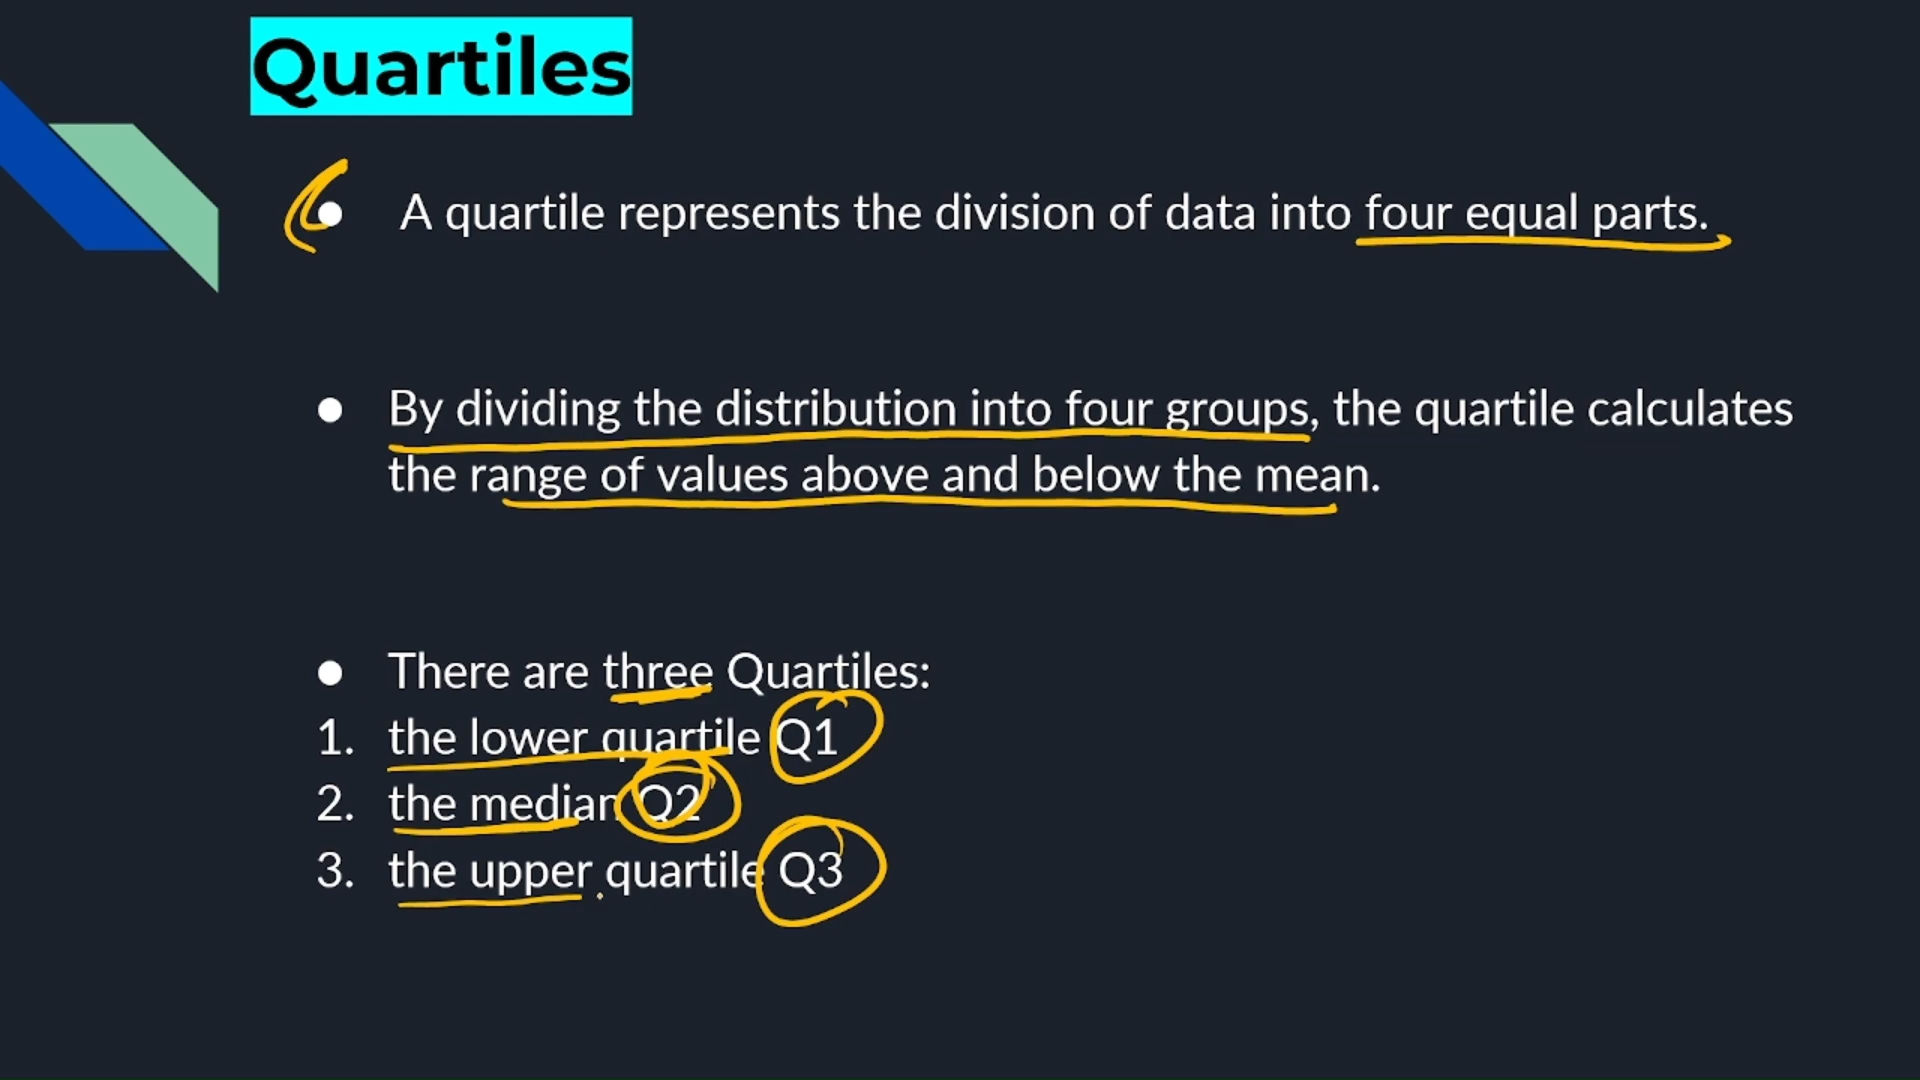 Quartiles
● A quartile represents the division of data into four equal parts.
● By dividing the distribution into four groups, the quartile calculates
the range of values above and below the mean.
● There are three Quartiles:
1. the lower quartile Q1
2. the median Q2
3. the upper quartile Q3